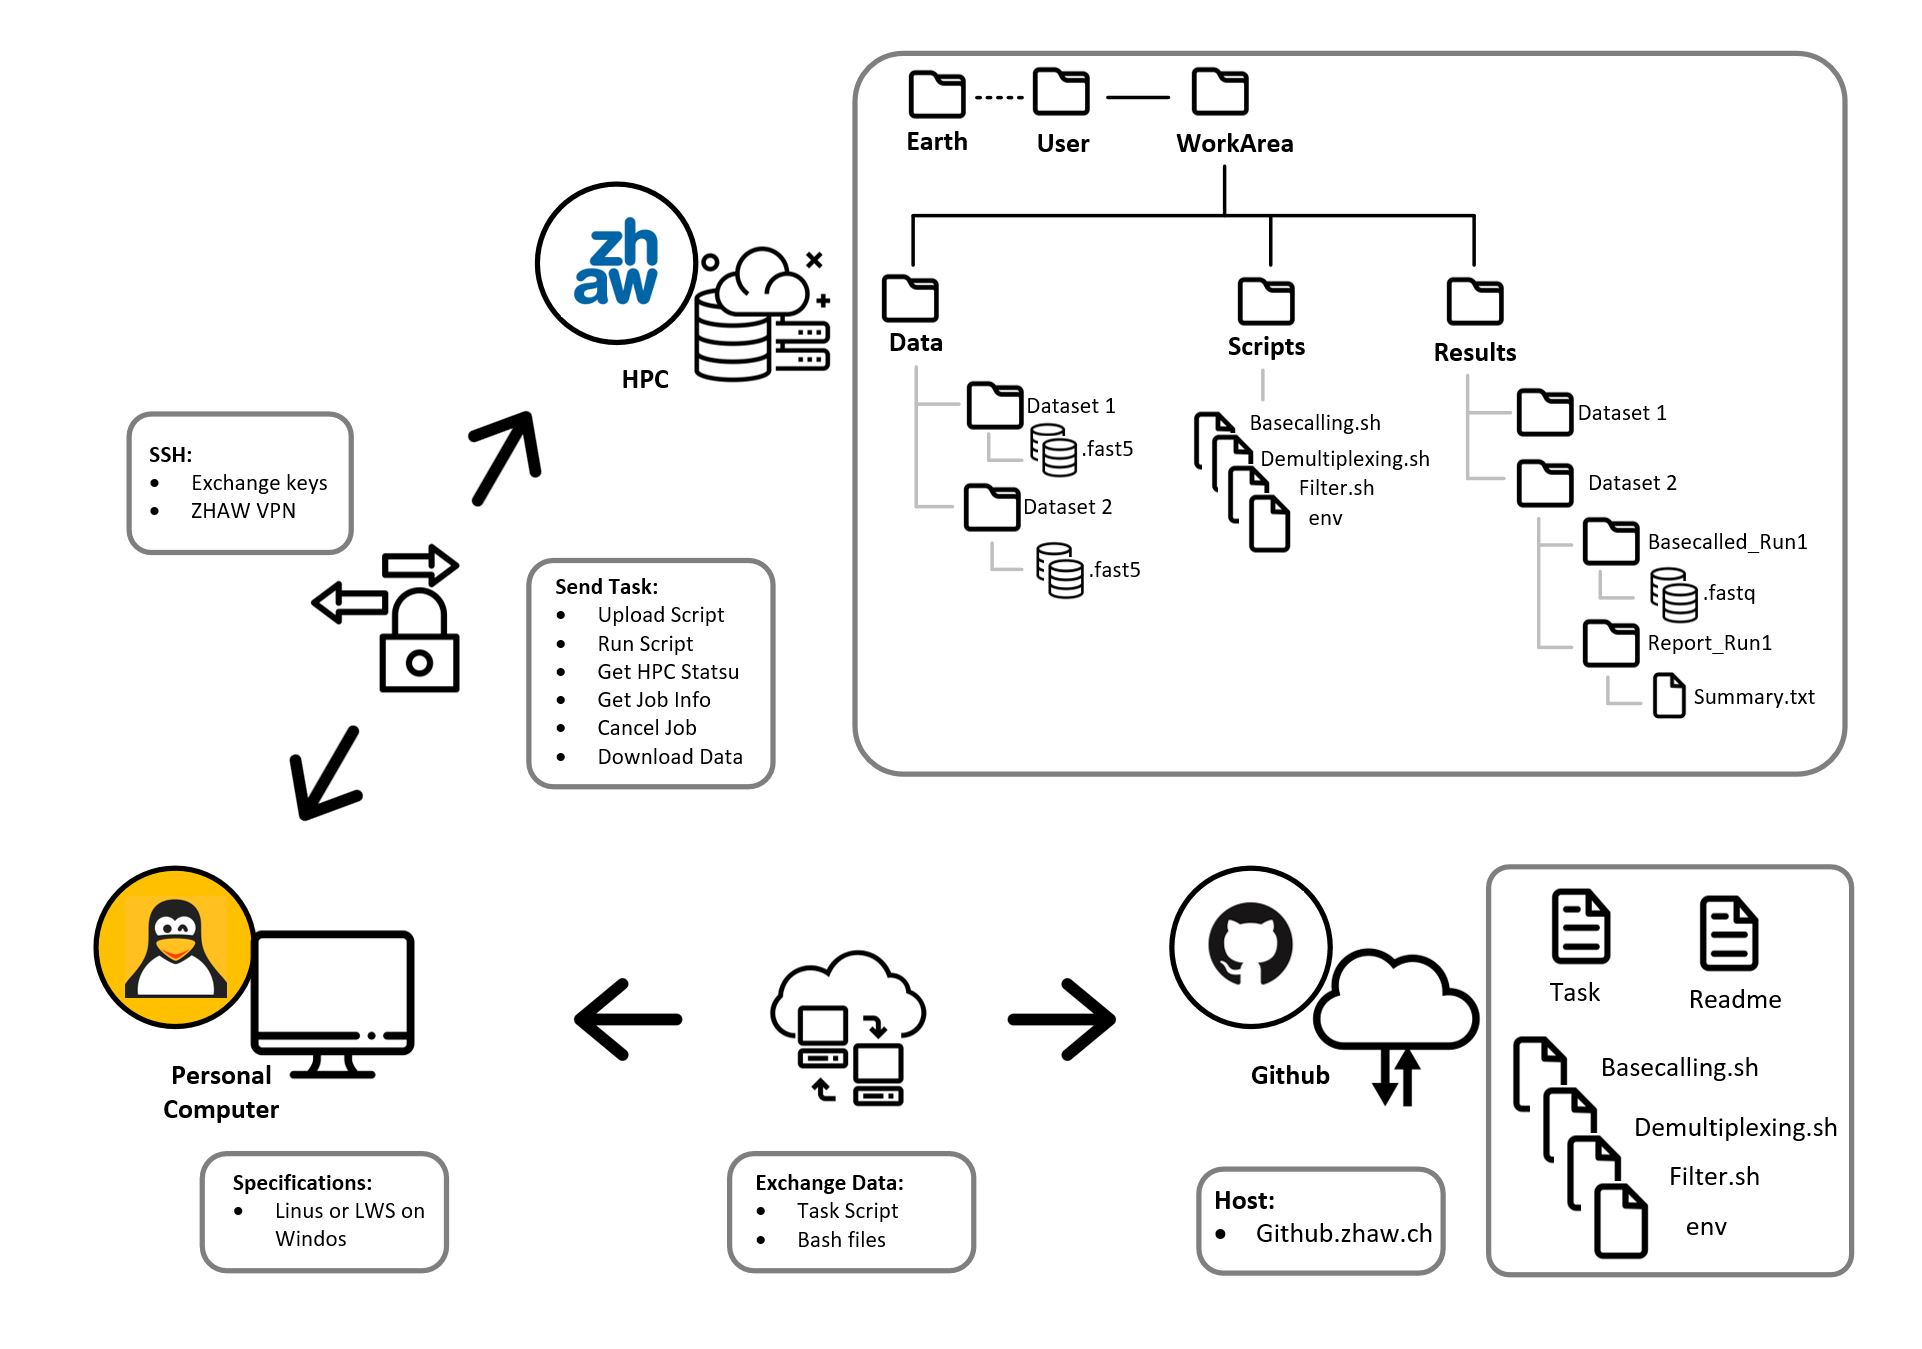 Earth
User
WorkArea
zh
aw
HPC
Data
Dataset 1
.fast5
Dataset 2
.fast5
Scripts
Basecalling.sh
Demultiplexing.sh
Filter.sh
env
Results
Dataset 1
Dataset 2
Basecalled_Run1
.fastq
Report_Run1
Summary.txt
SSH:
• Exchange keys
• ZHAW VPN
Send Task:
• Upload Script
• Run Script
• Get HPC Statsu
• Get Job Info
• Cancel Job
• Download Data
Personal
Computer
Specifications:
• Linus or LWS on
Windos
Exchange Data:
• Task Script
• Bash files
Github
Host:
• Github.zhaw.ch
Task
Readme
Basecalling.sh
Demultiplexing.sh
Filter.sh
env